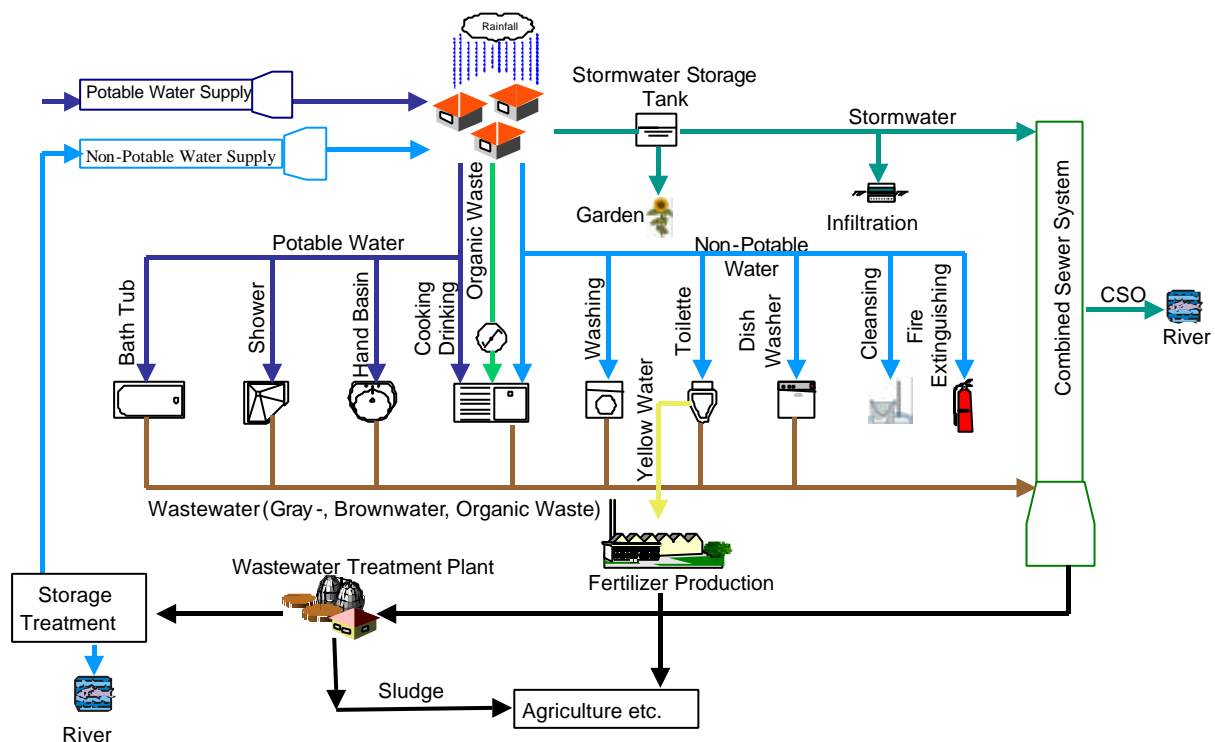 Rainfall
Stormwater Storage
Tank
Potable Water Supply
Stormwater
Non-Potable Water Supply
Garden
Infiltration
Organic Waste
Potable Water
Non-Potable
Water
Bath Tub
Shower
Hand Basin
Cooking
Drinking
Washing
Toilette
Dish
Washer
Cleansing
Fire
Extinguishing
Combined Sewer System
CSO
River
Yellow Water
Wastewater (Gray-, Brownwater, Organic Waste)
Wastewater Treatment Plant
Fertilizer Production
Storage
Treatment
Sludge
Agriculture etc.
River